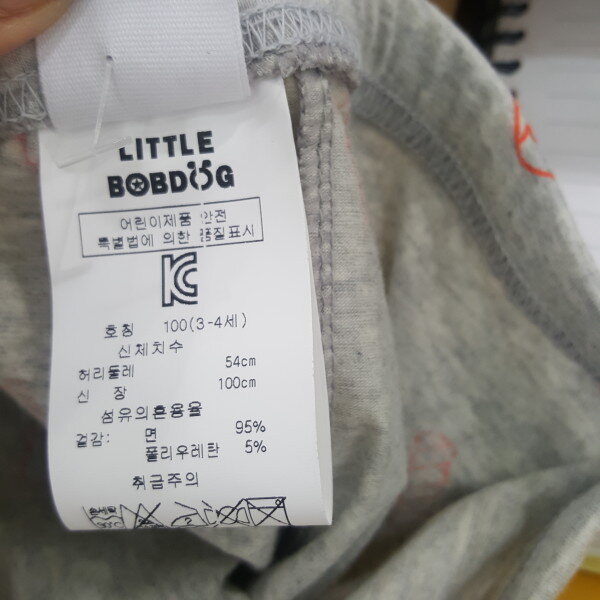 LITTLE
BOBDOG
어린이제품 안전
특별법에 의한 품질표시
KC
호칭 100(3-4세)
신체치수
허리둘레 54cm
신 장 100cm
섬유의혼용율
겉감: 면 95%
폴리우레탄 5%
취급주의